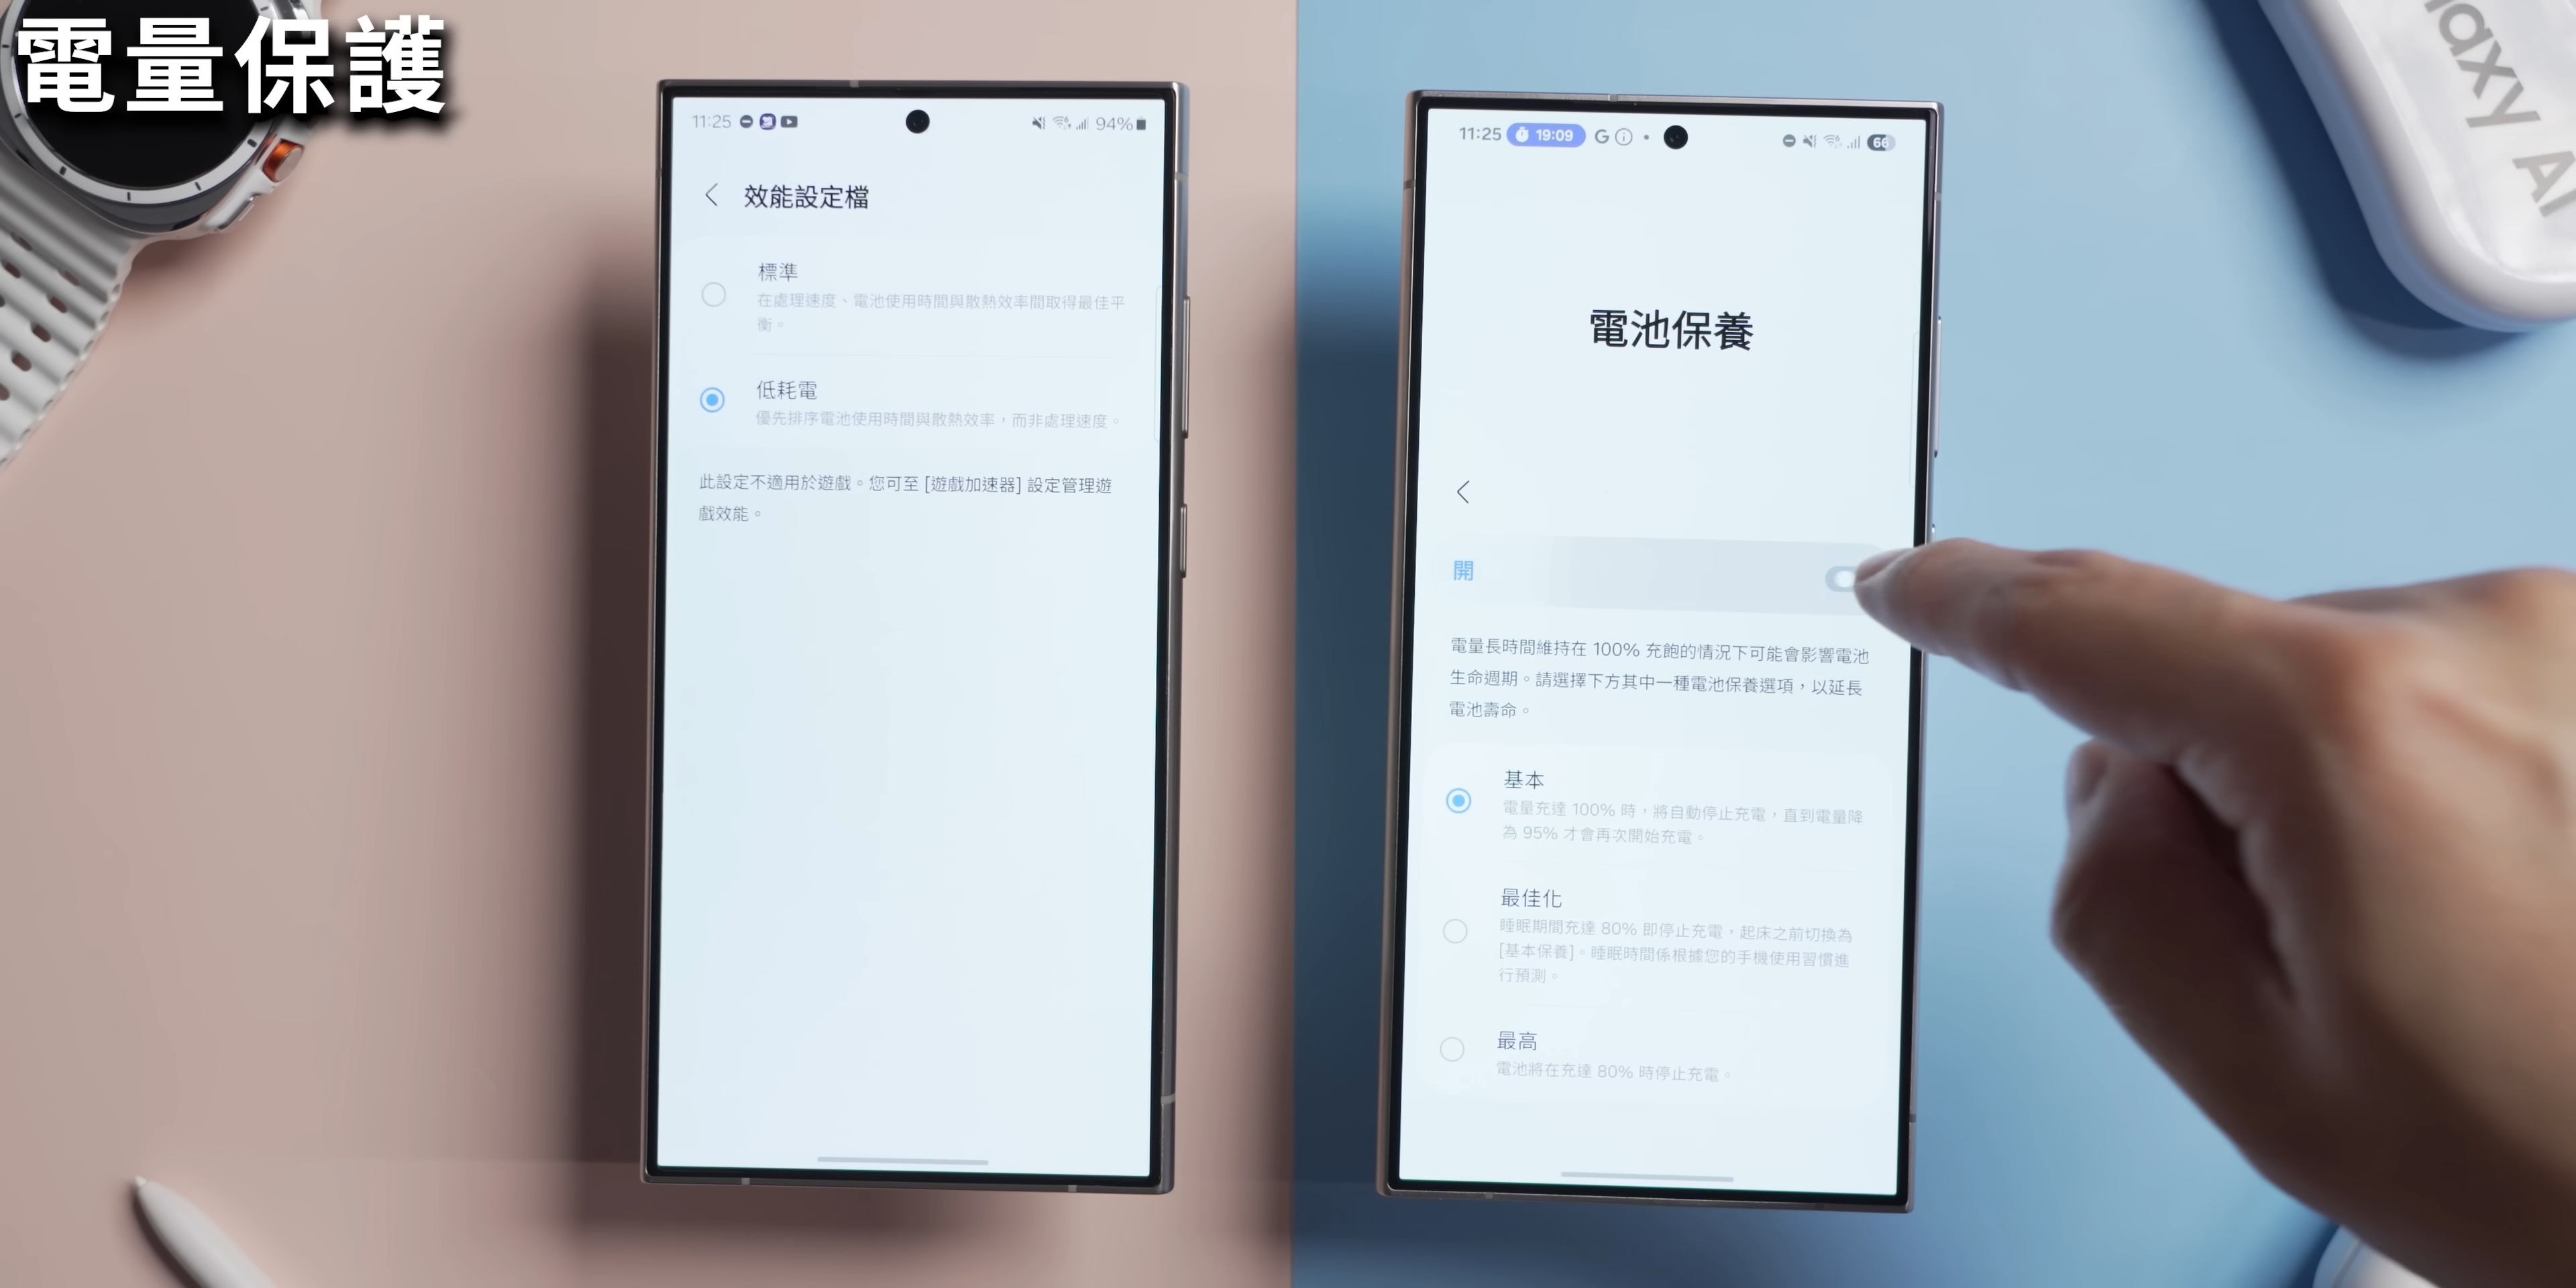 電量保護
11:25
94%
效能設定檔
標準
在處理速度、電池使用時間與散熱效率間取得最佳平
衡。
低耗電
優先排序電池使用時間與散熱效率,而非處理速度。
此設定不適用於遊戲。您可至 [遊戲加速器] 設定管理遊
戲效能。
11:25 19:09 G
66
電池保養
開
電量長時間維持在 100% 充飽的情況下可能會影響電池
生命週期。請選擇下方其中一種電池保養選項,以延長
電池壽命。
基本
電量充達 100% 時,將自動停止充電,直到電量降
為 95% 才會再次開始充電。
最佳化
睡眠期間充達 80% 即停止充電,起床之前切換為
[基本保養]。睡眠時間係根據您的手機使用習慣進
行預測。
最高
電池將在充達 80% 時停止充電。
axy AI